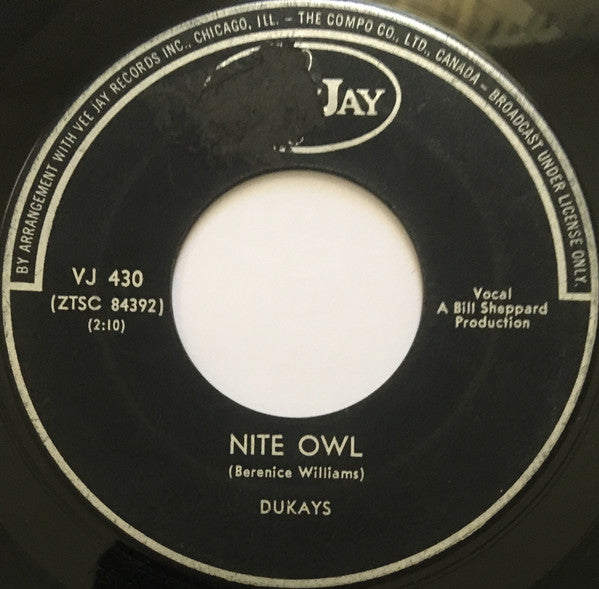 BY ARRANGEMENT WITH VEE JAY RECORDS INC., CHICAGO, ILL. – THE COMPO CO., LTD., CANADA – BROADCAST UNDER LICENSE ONLY.
JAY
VJ 430
(ZTSC 84392)
(2:10)
Vocal
A Bill Sheppard
Production
NITE OWL
(Berenice Williams)
DUKAYS